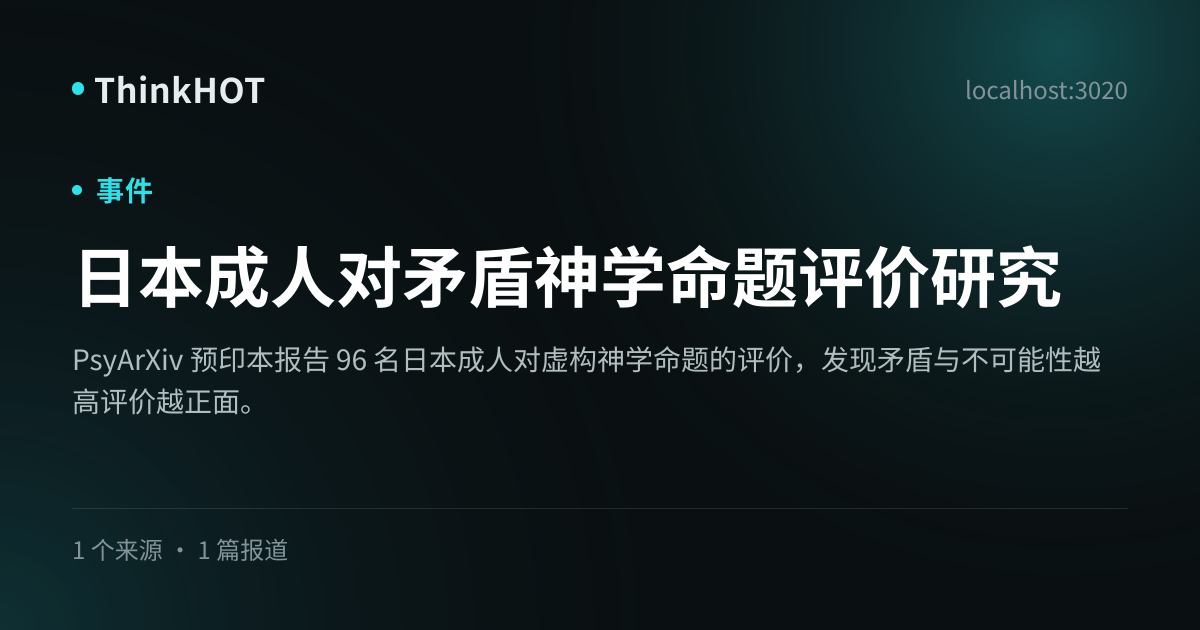 ThinkHOT
localhost:3020
事件
日本成人对矛盾神学命题评价研究
PsyArXiv 预印本报告 96 名日本成人对虚构神学命题的评价，发现矛盾与不可能性越
高评价越正面。
1 个来源 · 1 篇报道